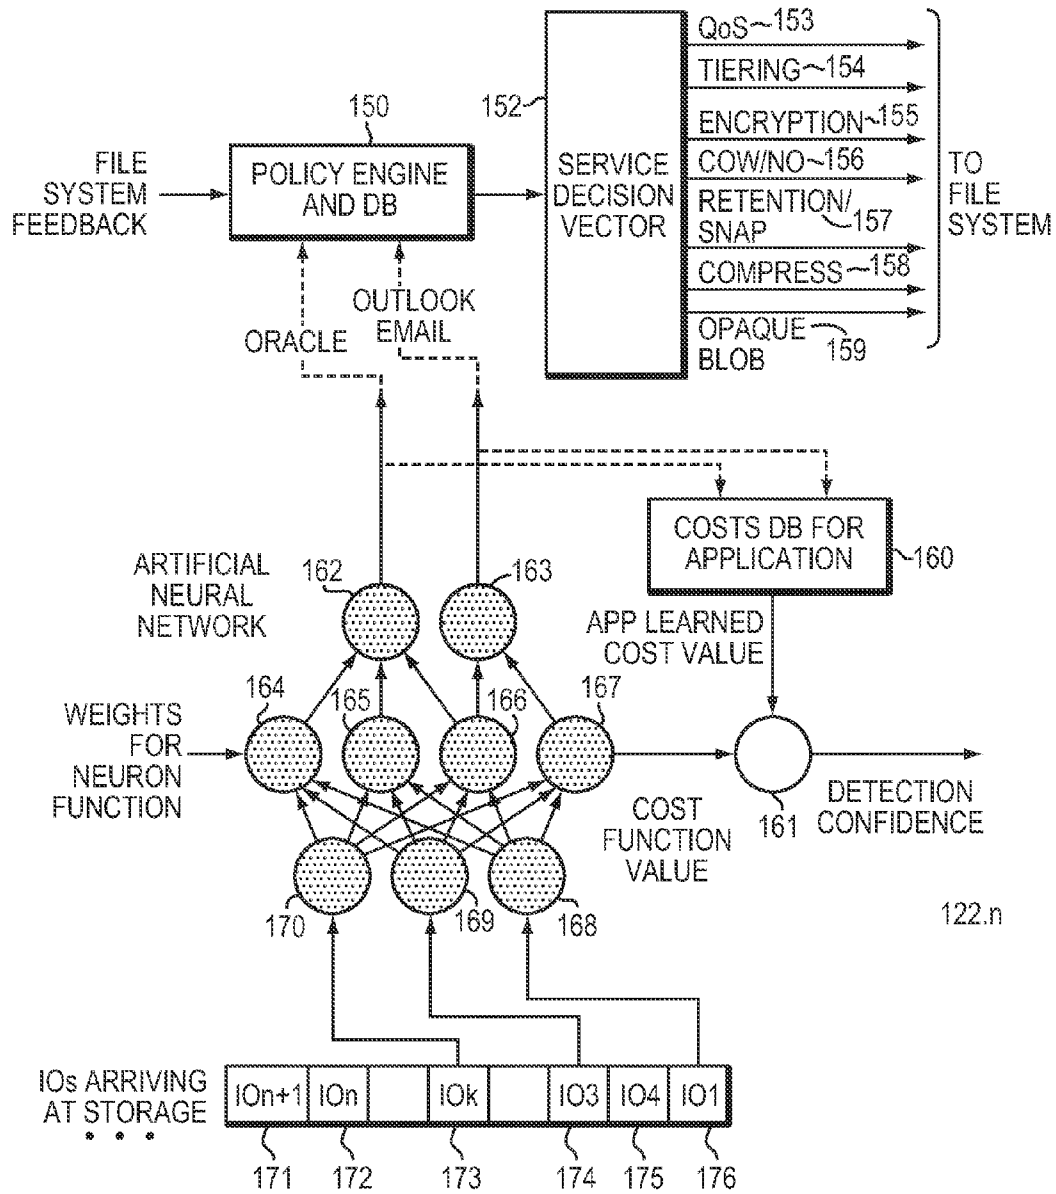 150
FILE
SYSTEM
FEEDBACK
POLICY ENGINE
AND DB
152
SERVICE
DECISION
VECTOR
QoS 153
TIERING 154
ENCRYPTION 155
COW/NO 156
RETENTION/
SNAP 157
COMPRESS 158
OPAQUE
BLOB 159
TO
FILE
SYSTEM
ORACLE
OUTLOOK
EMAIL
COSTS DB FOR
APPLICATION
160
ARTIFICIAL
NEURAL
NETWORK
162
163
APP LEARNED
COST VALUE
164
165
166
167
WEIGHTS
FOR
NEURON
FUNCTION
COST
FUNCTION
VALUE
161
DETECTION
CONFIDENCE
170
169
168
122.n
IOs ARRIVING
AT STORAGE
• • •
IOn+1 IOn IOk IO3 IO4 IO1
171 172 173 174 175 176